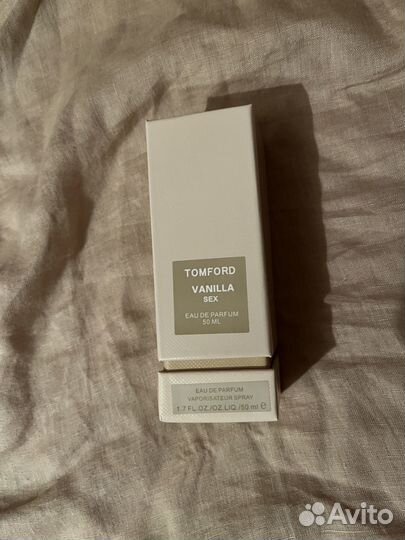 TOMFORD
VANILLA
SEX
EAU DE PARFUM
50 ML
EAU DE PARFUM
VAPORISATEUR SPRAY
1.7 FL.OZ./OZ.LIQ./50 ml ℮
Avito